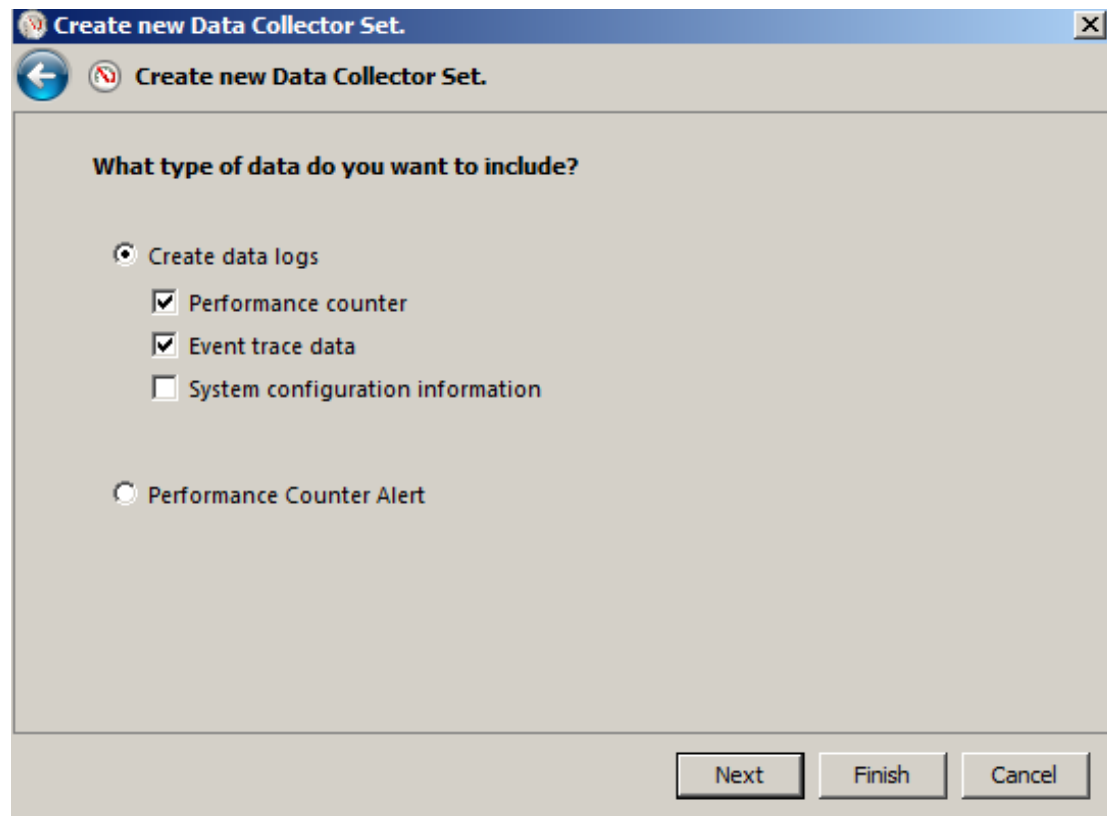 Create new Data Collector Set.
Create new Data Collector Set.
What type of data do you want to include?
Create data logs
Performance counter
Event trace data
System configuration information
Performance Counter Alert
Next Finish Cancel